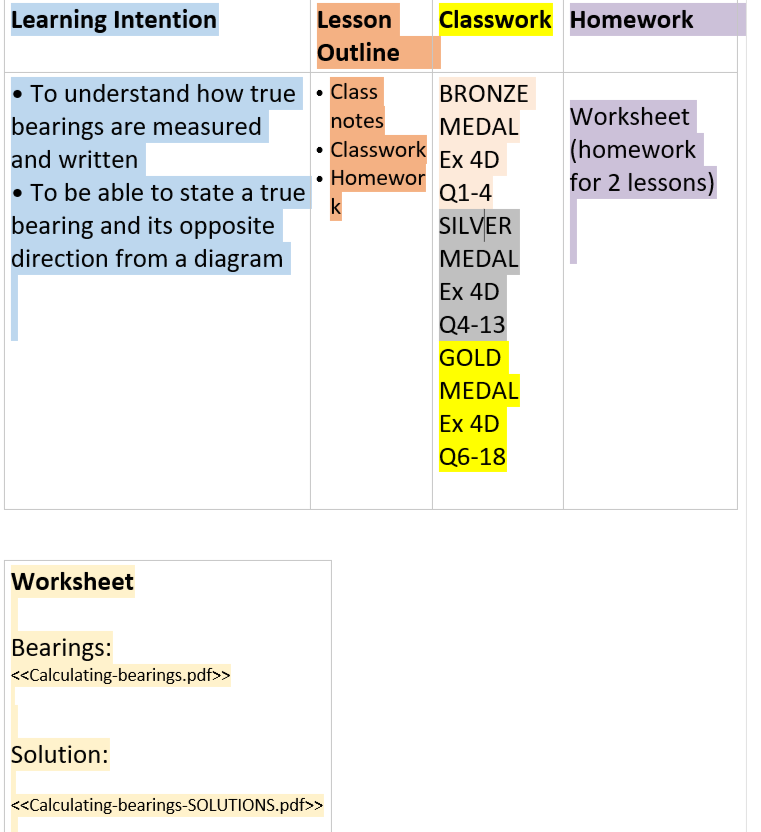 Learning Intention
Lesson
Outline
Classwork
Homework
• To understand how true
bearings are measured
and written
• To be able to state a true
bearing and its opposite
direction from a diagram
• Class
notes
• Classwork
• Homewor
k
BRONZE
MEDAL
Ex 4D
Q1-4
SILVER
MEDAL
Ex 4D
Q4-13
GOLD
MEDAL
Ex 4D
Q6-18
Worksheet
(homework
for 2 lessons)
Worksheet
Bearings:
<<Calculating-bearings.pdf>>
Solution:
<<Calculating-bearings-SOLUTIONS.pdf>>